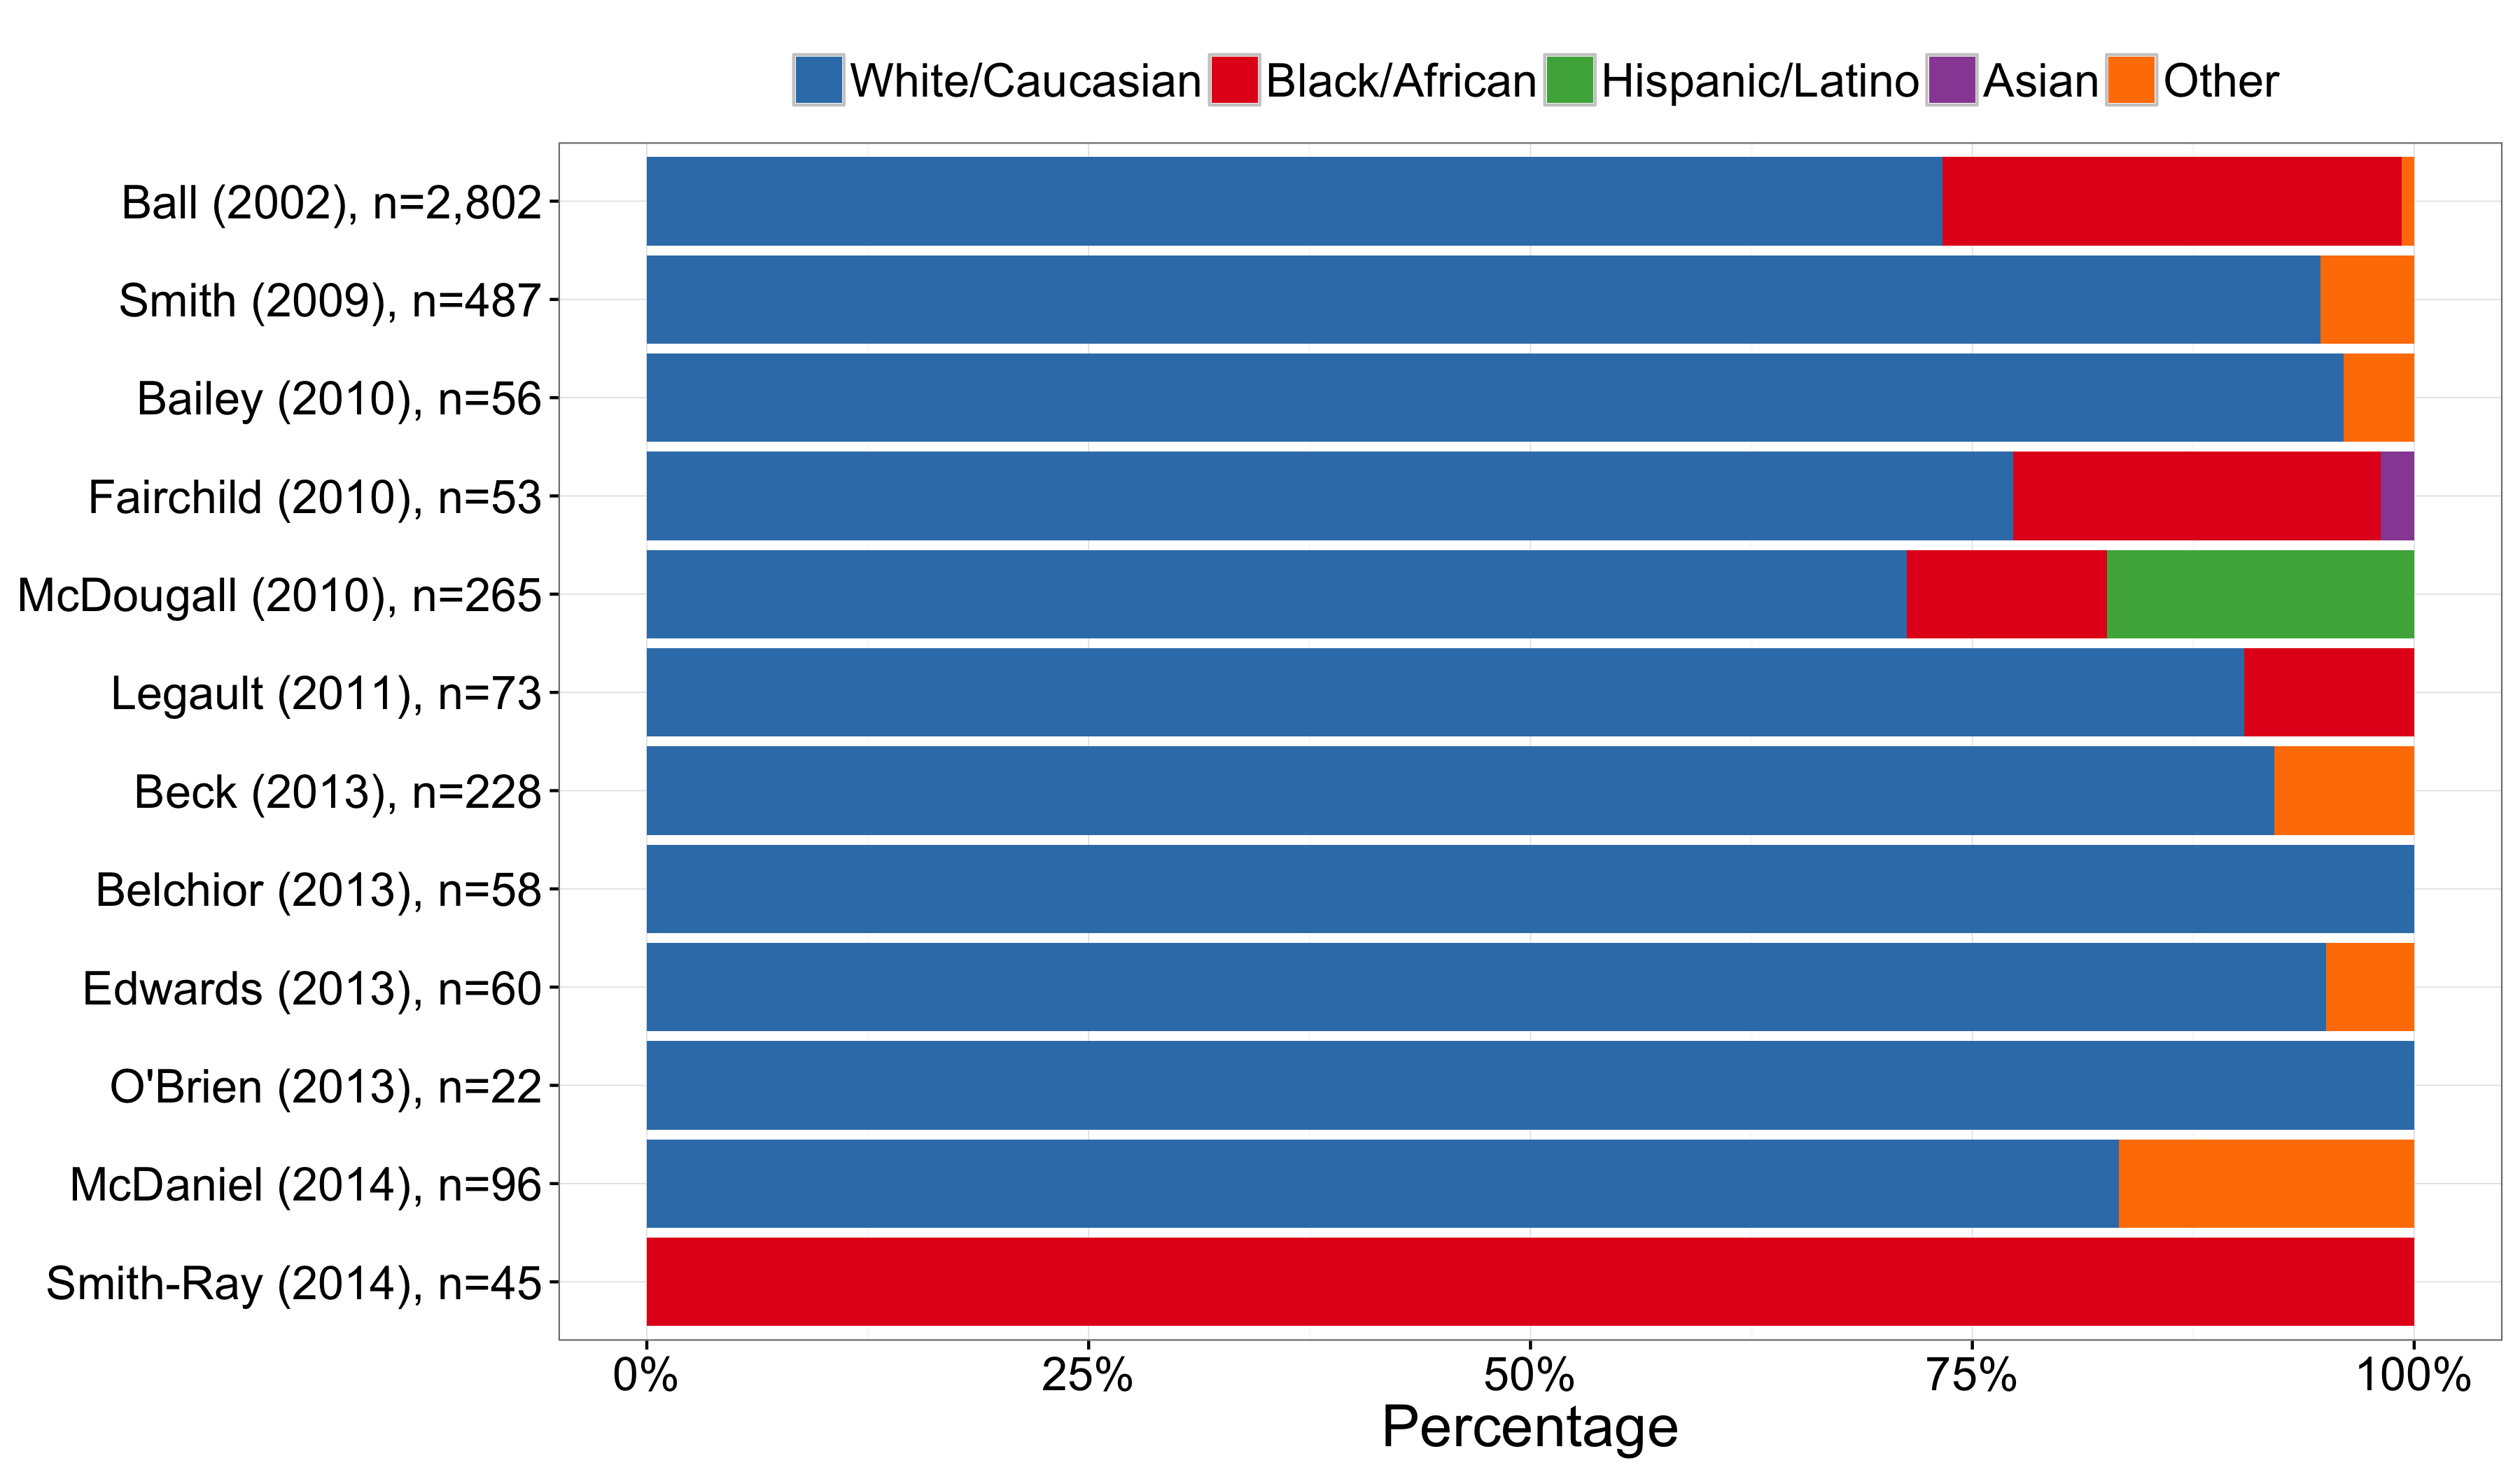 White/Caucasian Black/African Hispanic/Latino Asian Other
Ball (2002), n=2,802
Smith (2009), n=487
Bailey (2010), n=56
Fairchild (2010), n=53
McDougall (2010), n=265
Legault (2011), n=73
Beck (2013), n=228
Belchior (2013), n=58
Edwards (2013), n=60
O'Brien (2013), n=22
McDaniel (2014), n=96
Smith-Ray (2014), n=45
0% 25% 50% 75% 100%
Percentage